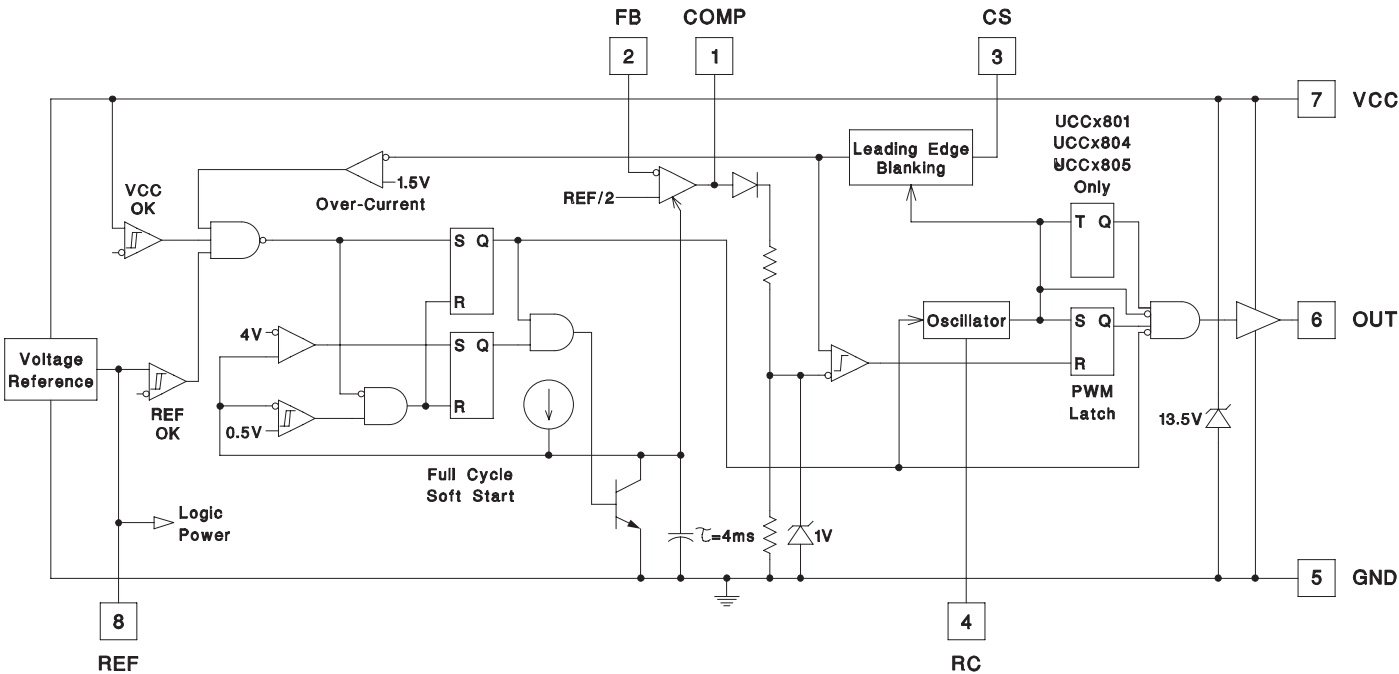 FB COMP CS
2 1 3
7 VCC
UCCx801
UCCx804
UCCx805
Only
Leading Edge
Blanking
1.5V
Over-Current
VCC
OK
REF/2
S Q
R
T Q
4V
S Q
R
Oscillator
S Q
R
6 OUT
Voltage
Reference
REF
OK
0.5V
PWM
Latch
13.5V
Full Cycle
Soft Start
Logic
Power
τ=4ms
1V
5 GND
8
REF
4
RC